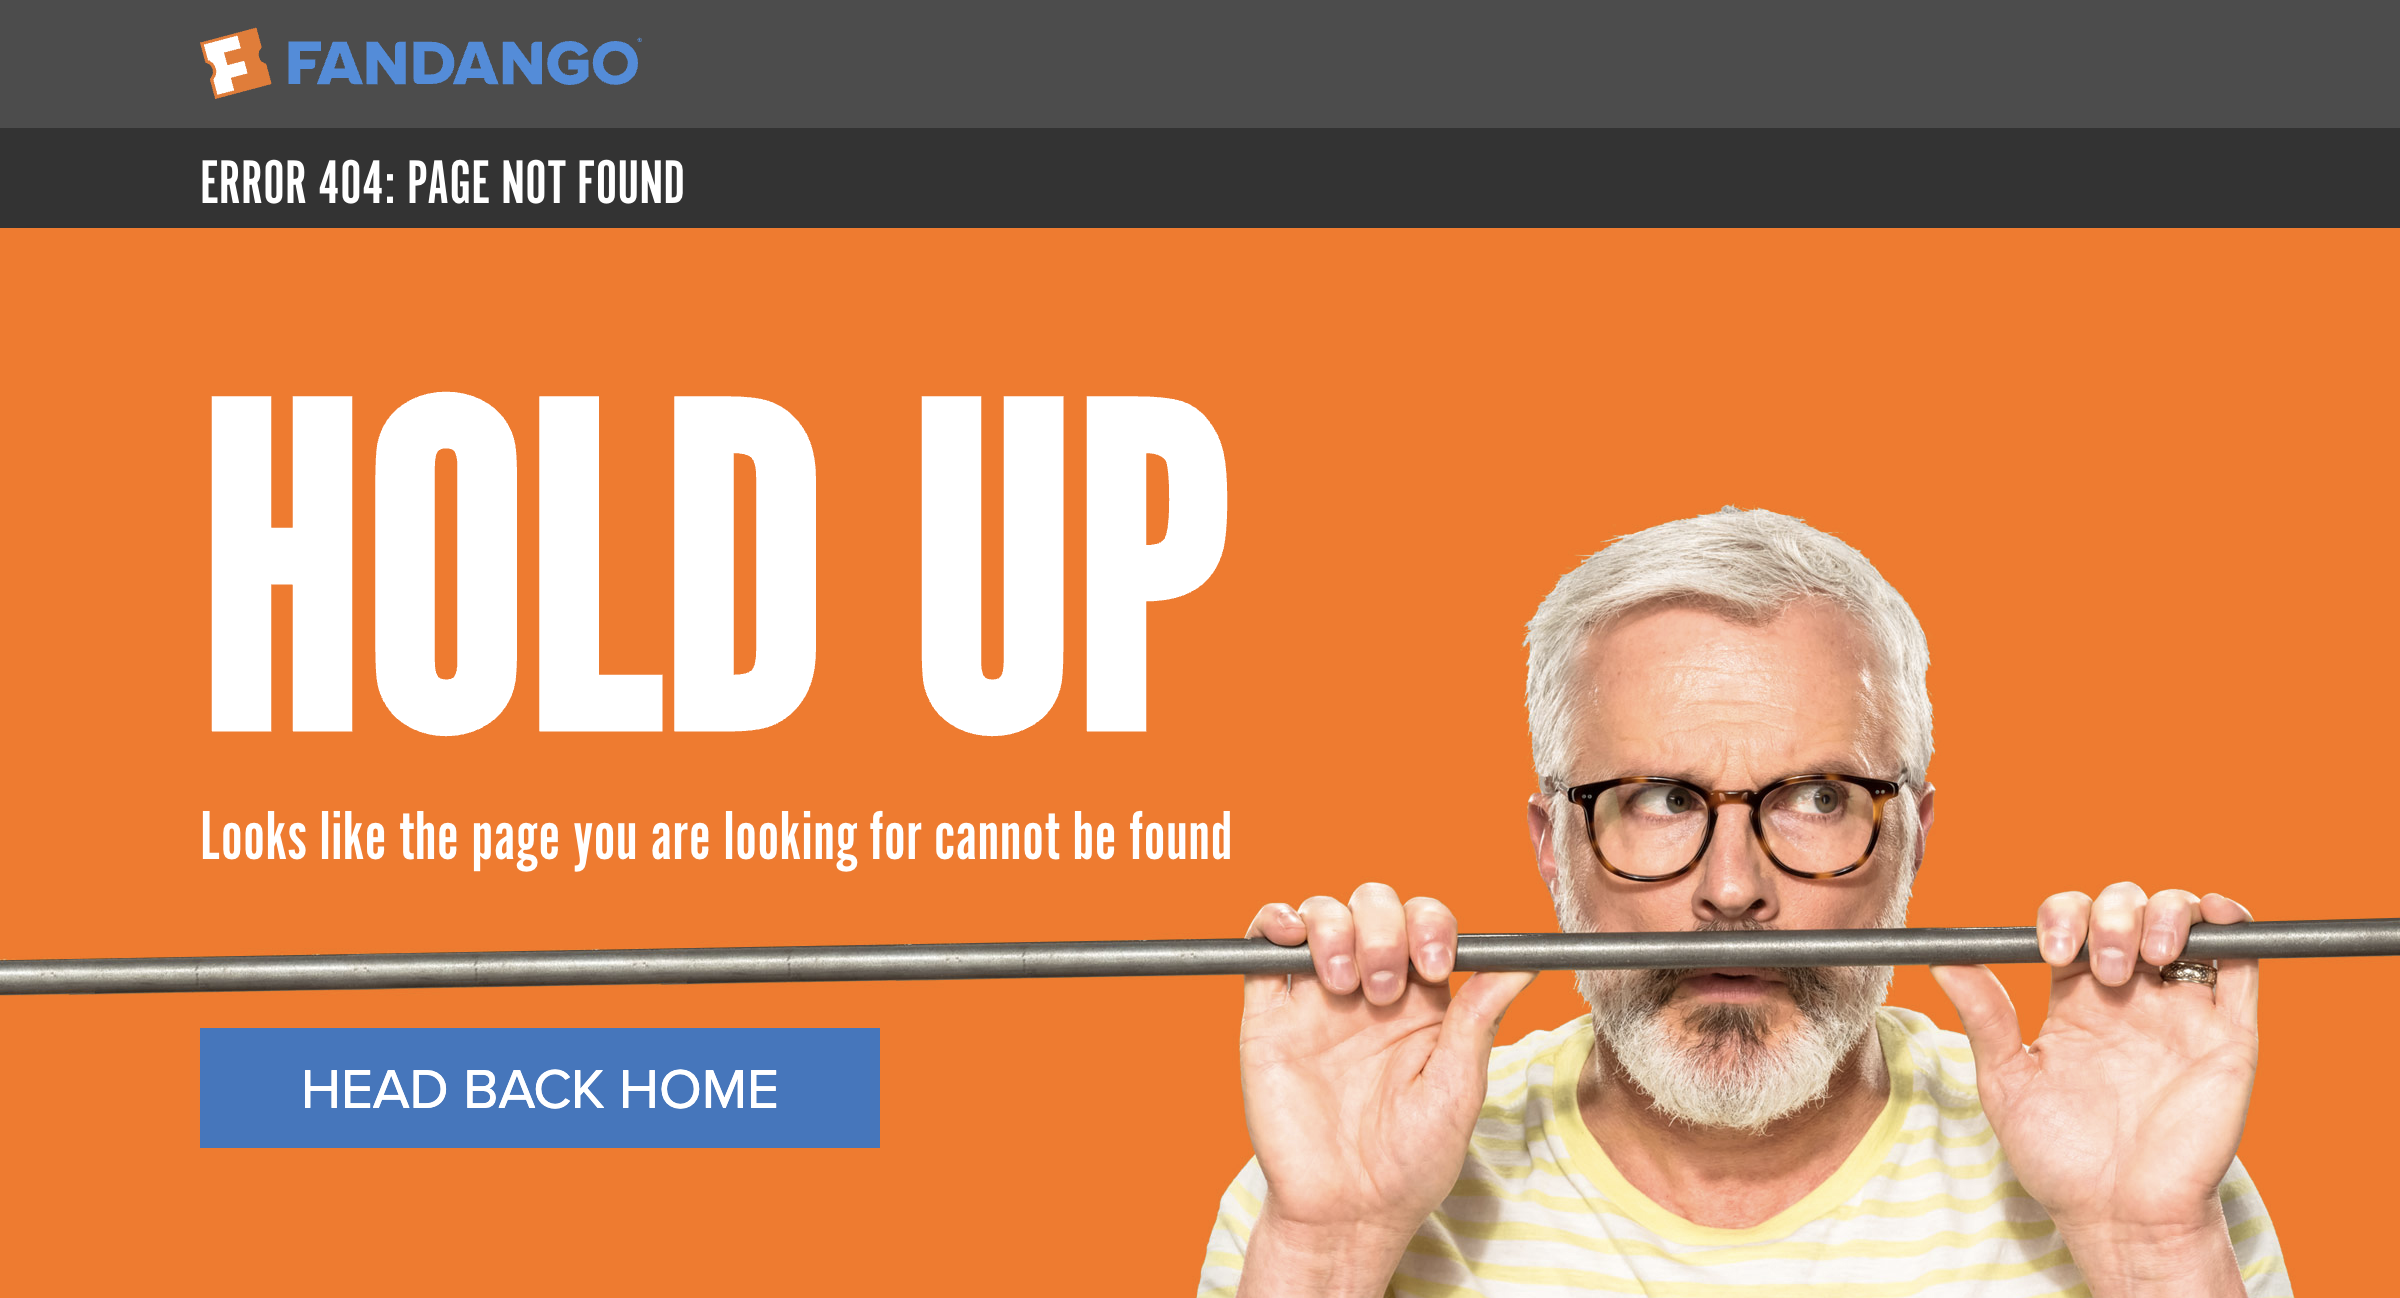 FANDANGO
ERROR 404: PAGE NOT FOUND
HOLD UP
Looks like the page you are looking for cannot be found
HEAD BACK HOME